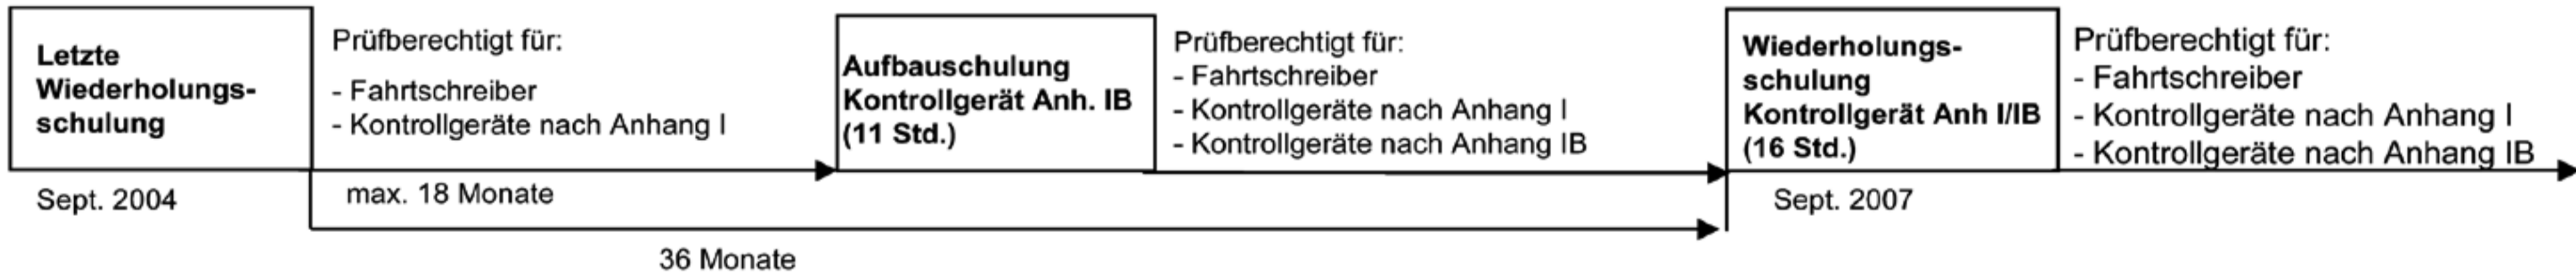 Letzte
Wiederholungs-
schulung
Prüfberechtigt für:
- Fahrtschreiber
- Kontrollgeräte nach Anhang I
Aufbauschulung
Kontrollgerät Anh. IB
(11 Std.)
Prüfberechtigt für:
- Fahrtschreiber
- Kontrollgeräte nach Anhang I
- Kontrollgeräte nach Anhang IB
Wiederholungs-
schulung
Kontrollgerät Anh I/IB
(16 Std.)
Prüfberechtigt für:
- Fahrtschreiber
- Kontrollgeräte nach Anhang I
- Kontrollgeräte nach Anhang IB
Sept. 2004
max. 18 Monate
Sept. 2007
36 Monate